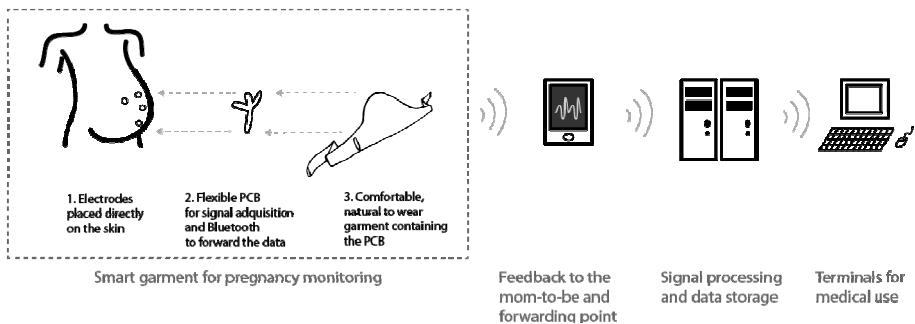 1. Electrodes
placed directly
on the skin
2. Flexible PCB
for signal adquisition
and Bluetooth
to forward the data
3. Comfortable,
natural to wear
garment containing
the PCB
Smart garment for pregnancy monitoring
Feedback to the
mom-to-be and
forwarding point
Signal processing
and data storage
Terminals for
medical use